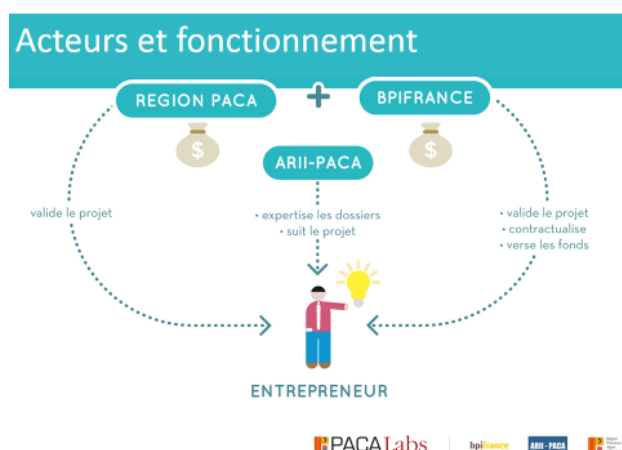 Acteurs et fonctionnement
REGION PACA
+
BPIFRANCE
$
$
ARII-PACA
valide le projet
• expertise les dossiers
• suit le projet
• valide le projet
• contractualise
• verse les fonds
ENTREPRENEUR
PACALabs
bpifrance
ARII - PACA